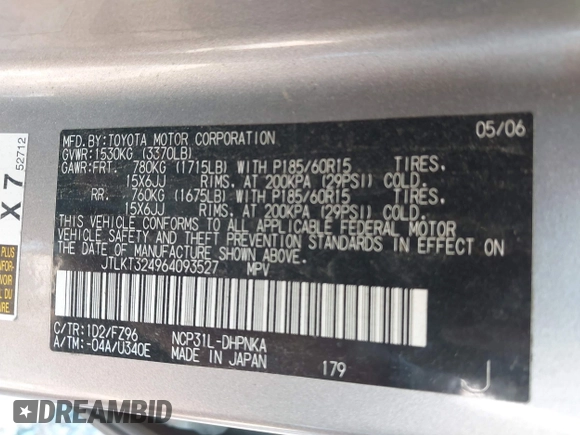 MFD.BY:TOYOTA MOTOR CORPORATION 05/06
GVWR:1530KG (3370LB)
GAWR:FRT. 780KG (1715LB) WITH P185/60R15 TIRES.
15X6JJ RIMS. AT 200KPA (29PSI) COLD.
RR. 760KG (1675LB) WITH P185/60R15 TIRES.
15X6JJ RIMS. AT 200KPA (29PSI) COLD.
THIS VEHICLE CONFORMS TO ALL APPLICABLE FEDERAL MOTOR
VEHICLE SAFETY AND THEFT PREVENTION STANDARDS IN EFFECT ON
THE DATE OF MANUFACTURE SHOWN ABOVE.
JTLKT324964093527 MPV
C/TR:1D2/FZ96 NCP31L-DHPNKA
A/TM:-04A/U340E MADE IN JAPAN 179 J
X 7
52712
PLUS
DREAMBID